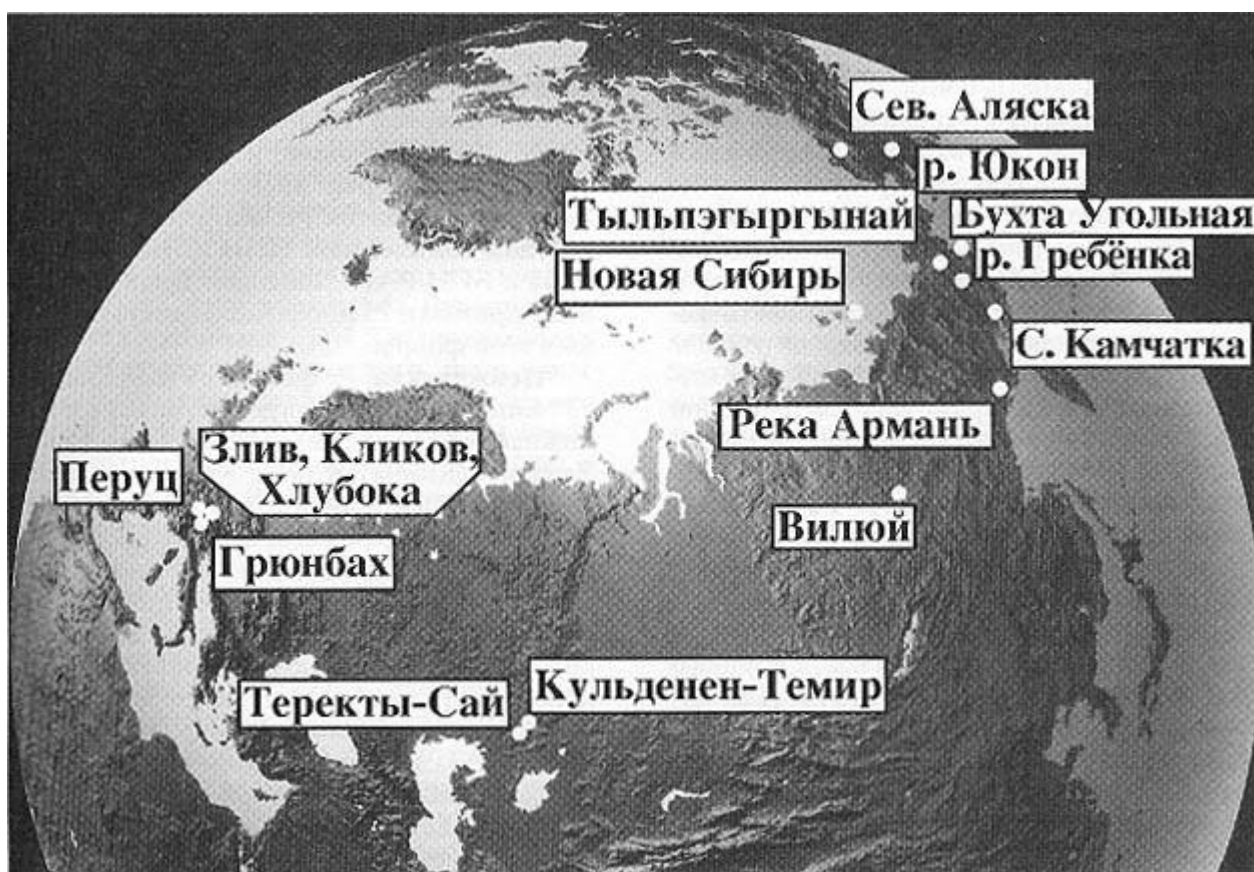 Сев. Аляска
р. Юкон
Тыльпэгыргынай
Бухта Угольная
Новая Сибирь
р. Гребёнка
С. Камчатка
Река Армань
Злив, Кликов,
Хлубока
Перуц
Вилюй
Грюнбах
Теректы-Сай
Кульденен-Темир